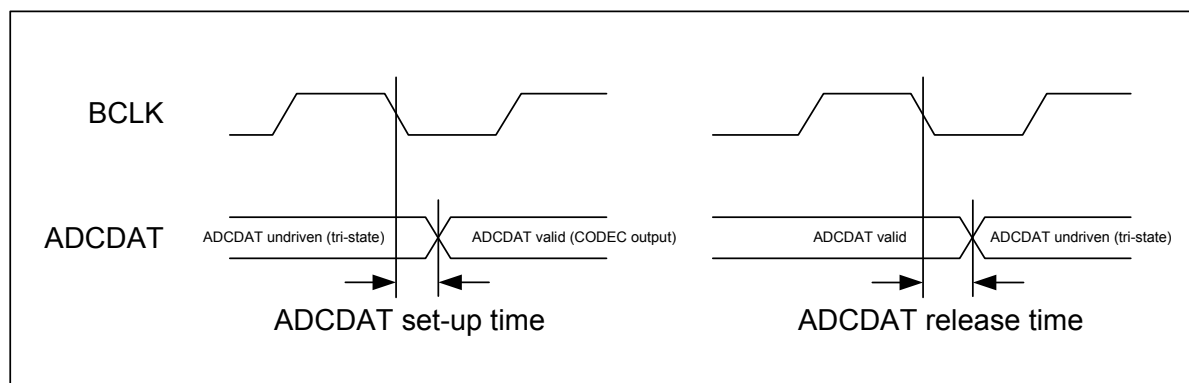 BCLK
ADCDAT
ADCDAT undriven (tri-state)
ADCDAT valid (CODEC output)
ADCDAT set-up time
ADCDAT valid
ADCDAT undriven (tri-state)
ADCDAT release time